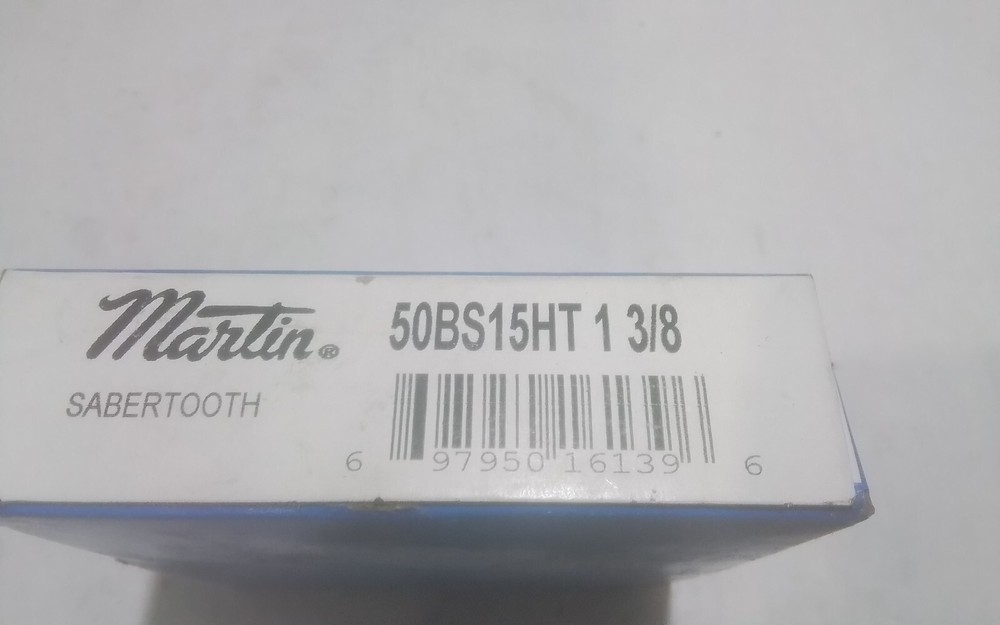 Martin®
50BS15HT 1 3/8
SABERTOOTH
6 97950 16139 6